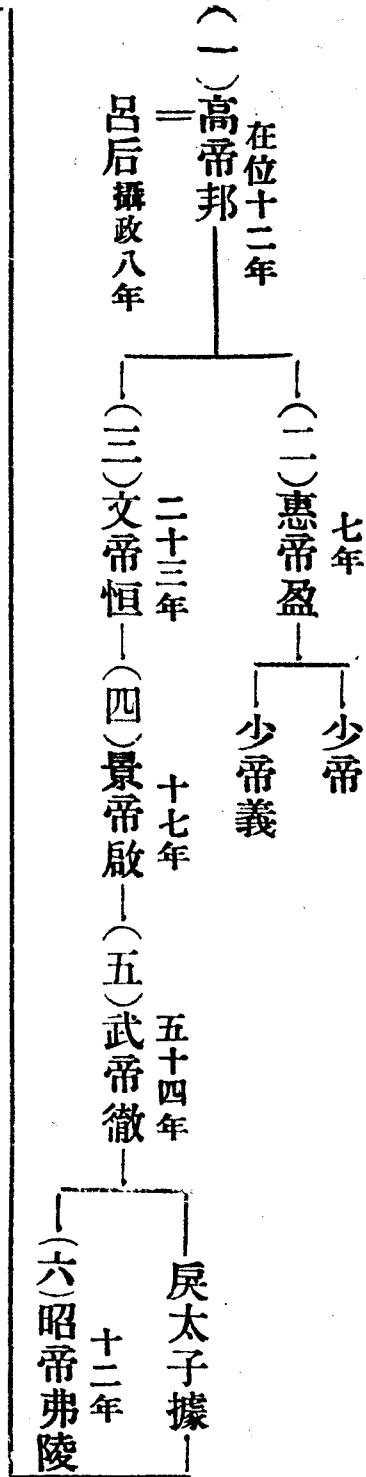 在位十二年
(一)高帝邦
呂后攝政八年
七年
(二)惠帝盈
少帝
少帝義
二十三年
(三)文帝恒
十七年
(四)景帝啟
五十四年
(五)武帝徹
戾太子據
十二年
(六)昭帝弗陵